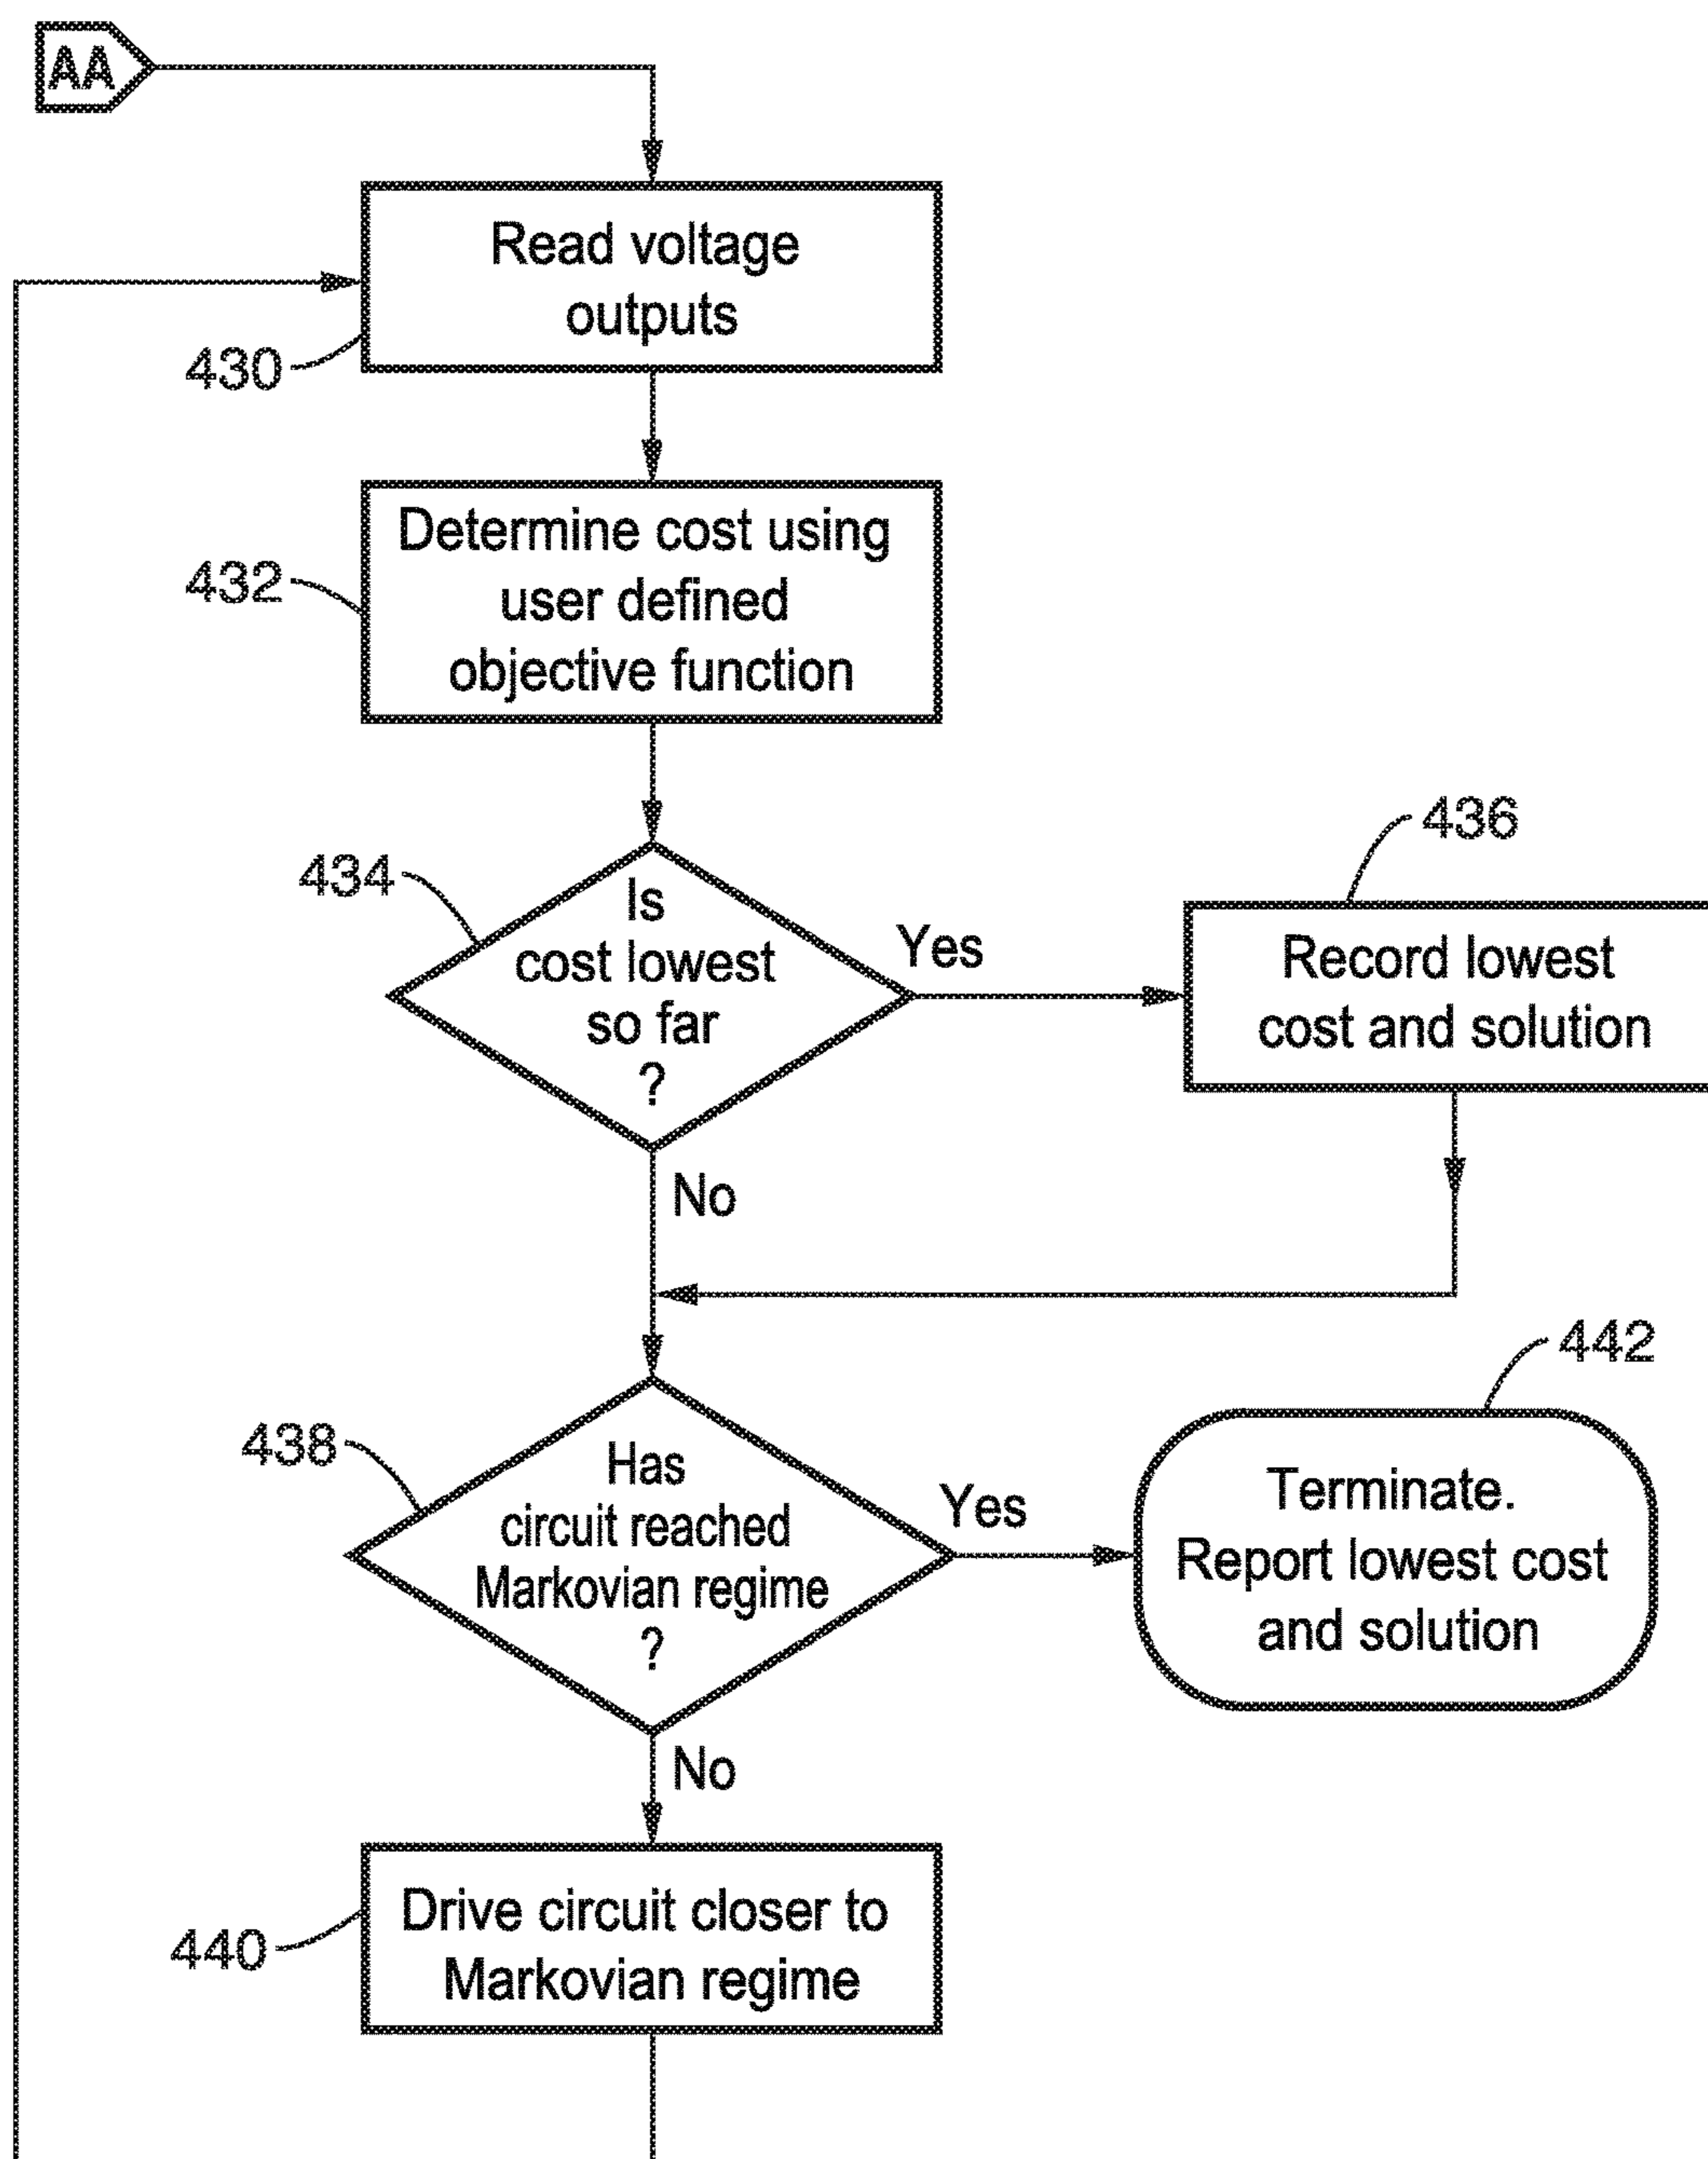 AA
Read voltage
outputs
430
Determine cost using
user defined
objective function
432
434
Is
cost lowest
so far
?
Yes
436
Record lowest
cost and solution
No
438
Has
circuit reached
Markovian regime
?
Yes
442
Terminate.
Report lowest cost
and solution
No
440
Drive circuit closer to
Markovian regime